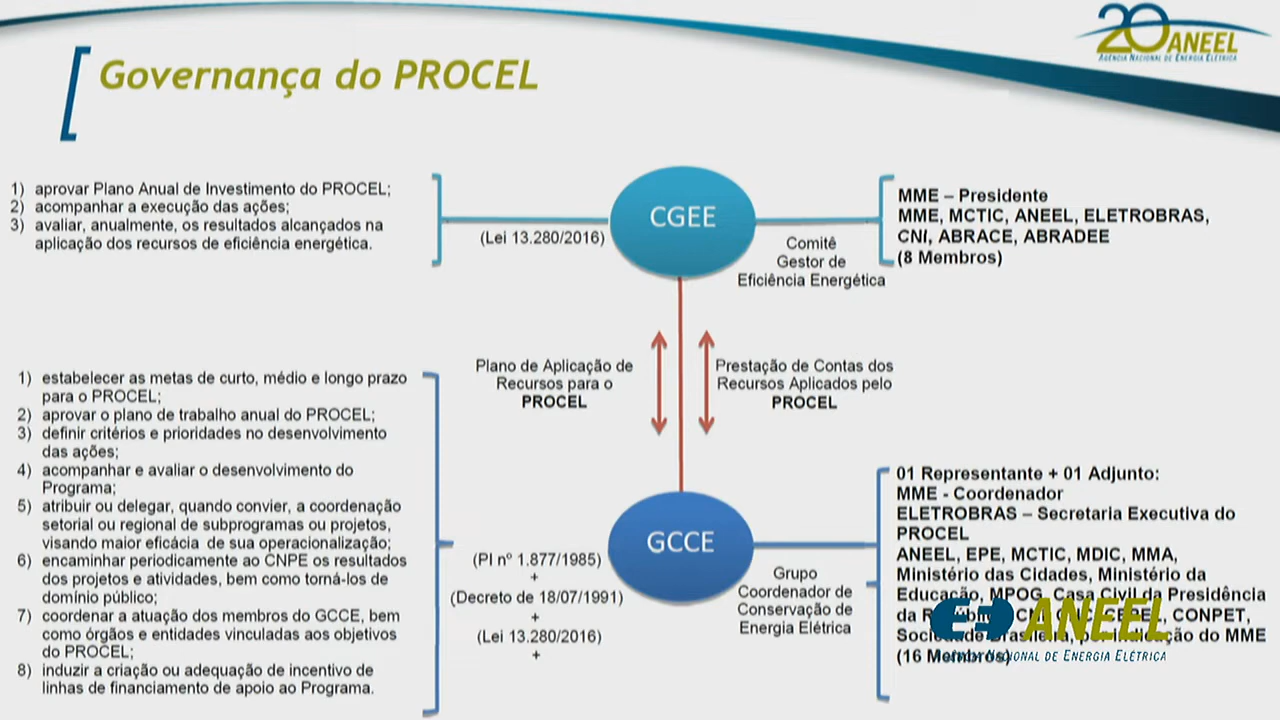 20 ANEEL
AGÊNCIA NACIONAL DE ENERGIA ELÉTRICA
Governança do PROCEL
1) aprovar Plano Anual de Investimento do PROCEL;
2) acompanhar a execução das ações;
3) avaliar, anualmente, os resultados alcançados na
aplicação dos recursos de eficiência energética.
(Lei 13.280/2016)
CGEE
Comitê
Gestor de
Eficiência Energética
MME – Presidente
MME, MCTIC, ANEEL, ELETROBRAS,
CNI, ABRACE, ABRADEE
(8 Membros)
Plano de Aplicação de
Recursos para o
PROCEL
Prestação de Contas dos
Recursos Aplicados pelo
PROCEL
1) estabelecer as metas de curto, médio e longo prazo
para o PROCEL;
2) aprovar o plano de trabalho anual do PROCEL;
3) definir critérios e prioridades no desenvolvimento
das ações;
4) acompanhar e avaliar o desenvolvimento do
Programa;
5) atribuir ou delegar, quando convier, a coordenação
setorial ou regional de subprogramas ou projetos,
visando maior eficácia de sua operacionalização;
6) encaminhar periodicamente ao CNPE os resultados
dos projetos e atividades, bem como torná-los de
domínio público;
7) coordenar a atuação dos membros do GCCE, bem
como órgãos e entidades vinculadas aos objetivos
do PROCEL;
8) induzir a criação ou adequação de incentivo de
linhas de financiamento de apoio ao Programa.
(PI nº 1.877/1985)
+
(Decreto de 18/07/1991)
+
(Lei 13.280/2016)
+
GCCE
Grupo
Coordenador de
Conservação de
Energia Elétrica
01 Representante + 01 Adjunto:
MME - Coordenador
ELETROBRAS – Secretaria Executiva do
PROCEL
ANEEL, EPE, MCTIC, MDIC, MMA,
Ministério das Cidades, Ministério da
Educação, MPOG, Casa Civil da Presidência
da CEPEL, CONPET,
Sociedade Brasileira, por indicação do MME
(16 Membros)
ANEEL
AGÊNCIA NACIONAL DE ENERGIA ELÉTRICA